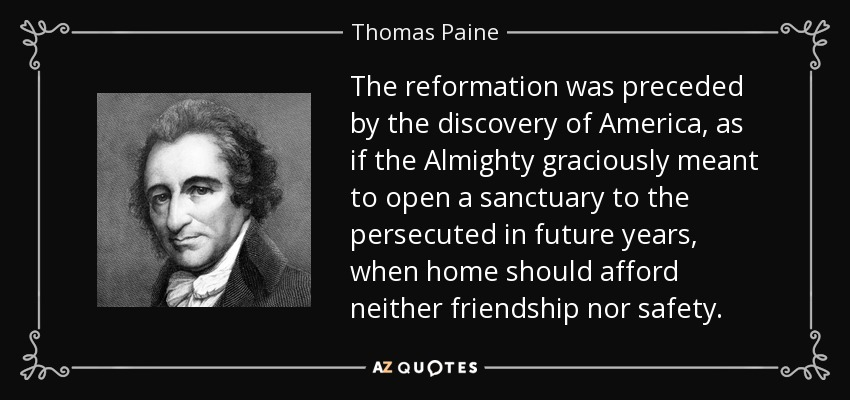 Thomas Paine
The reformation was preceded
by the discovery of America, as
if the Almighty graciously meant
to open a sanctuary to the
persecuted in future years,
when home should afford
neither friendship nor safety.
AZ QUOTES